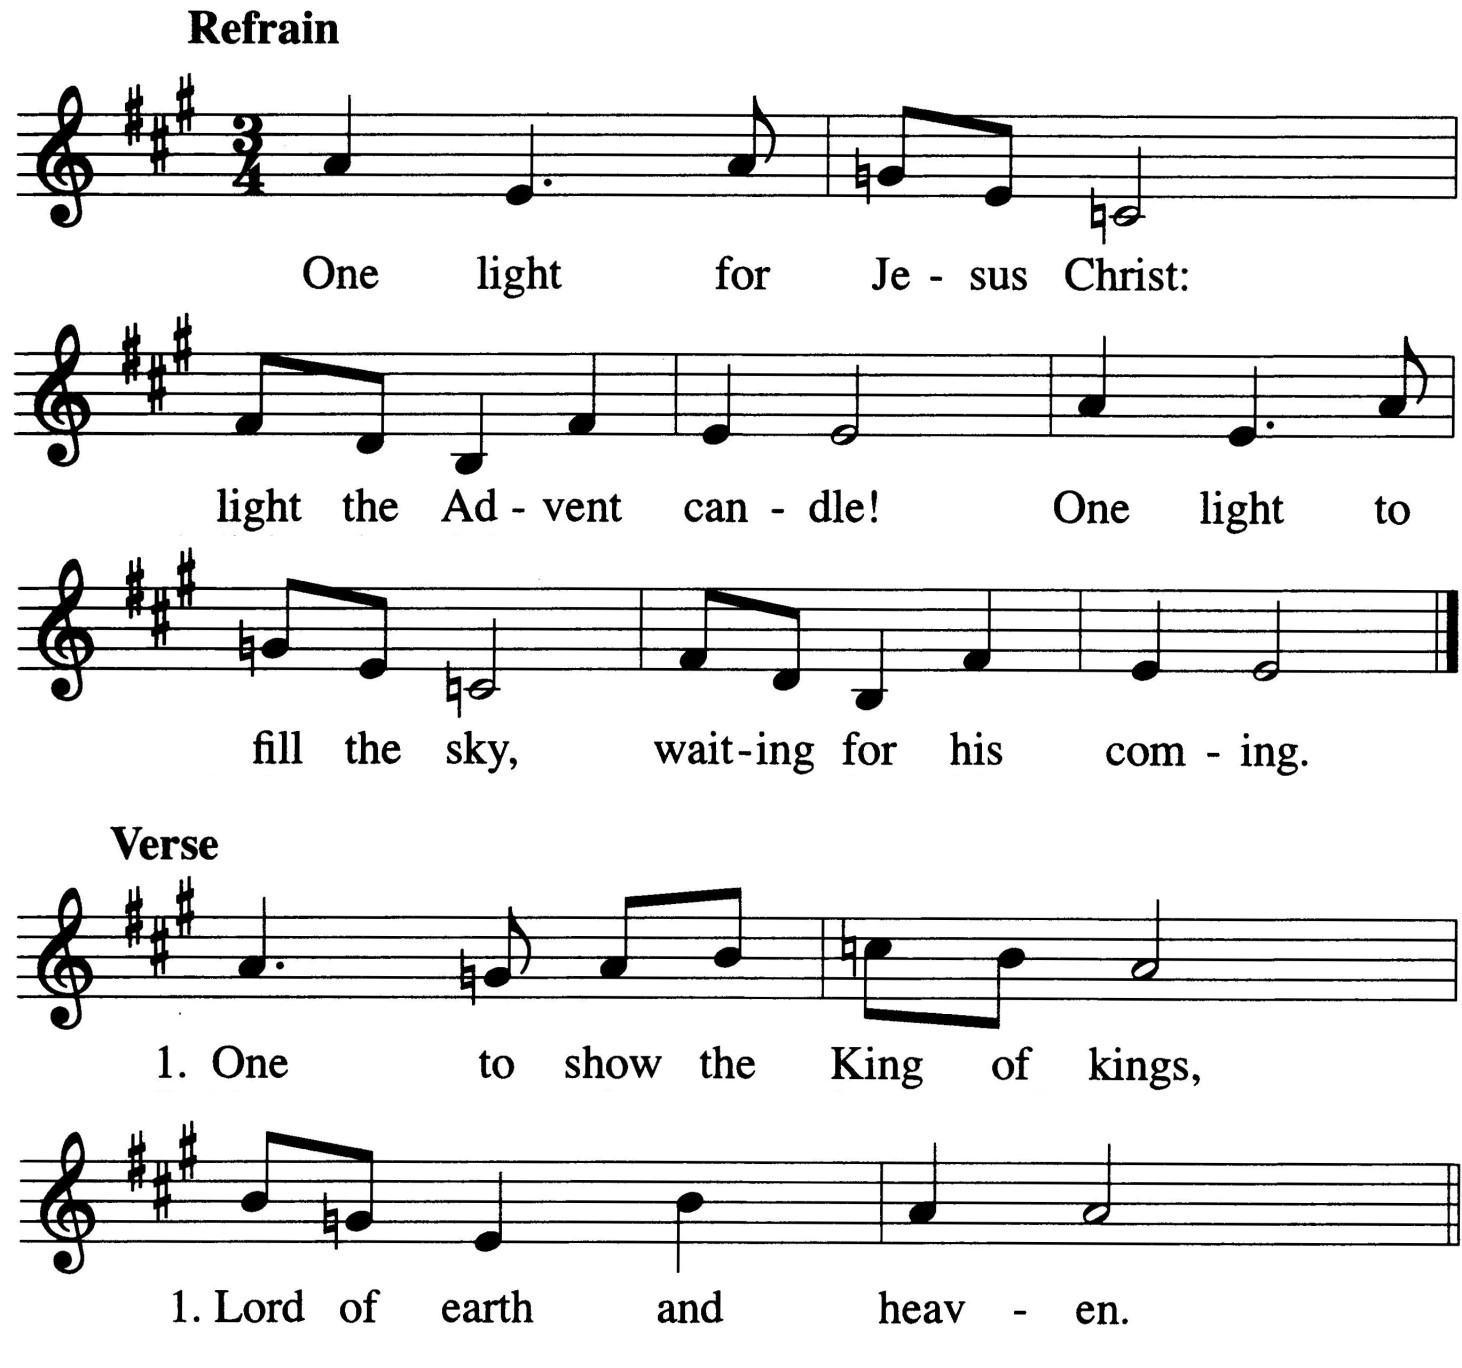 Refrain
3
4
One light for Je - sus Christ:
light the Ad - vent can - dle! One light to
fill the sky, wait-ing for his com - ing.
Verse
1. One to show the King of kings,
1. Lord of earth and heav - en.